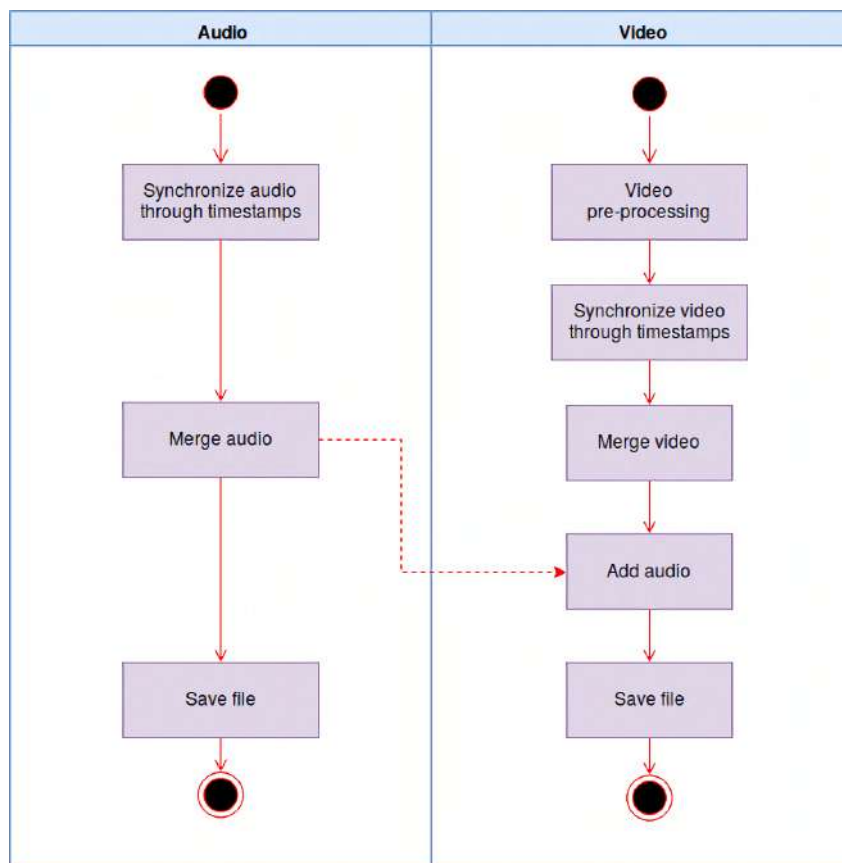 Audio
Video
Synchronize audio
through timestamps
Video
pre-processing
Synchronize video
through timestamps
Merge audio
Merge video
Add audio
Save file
Save file